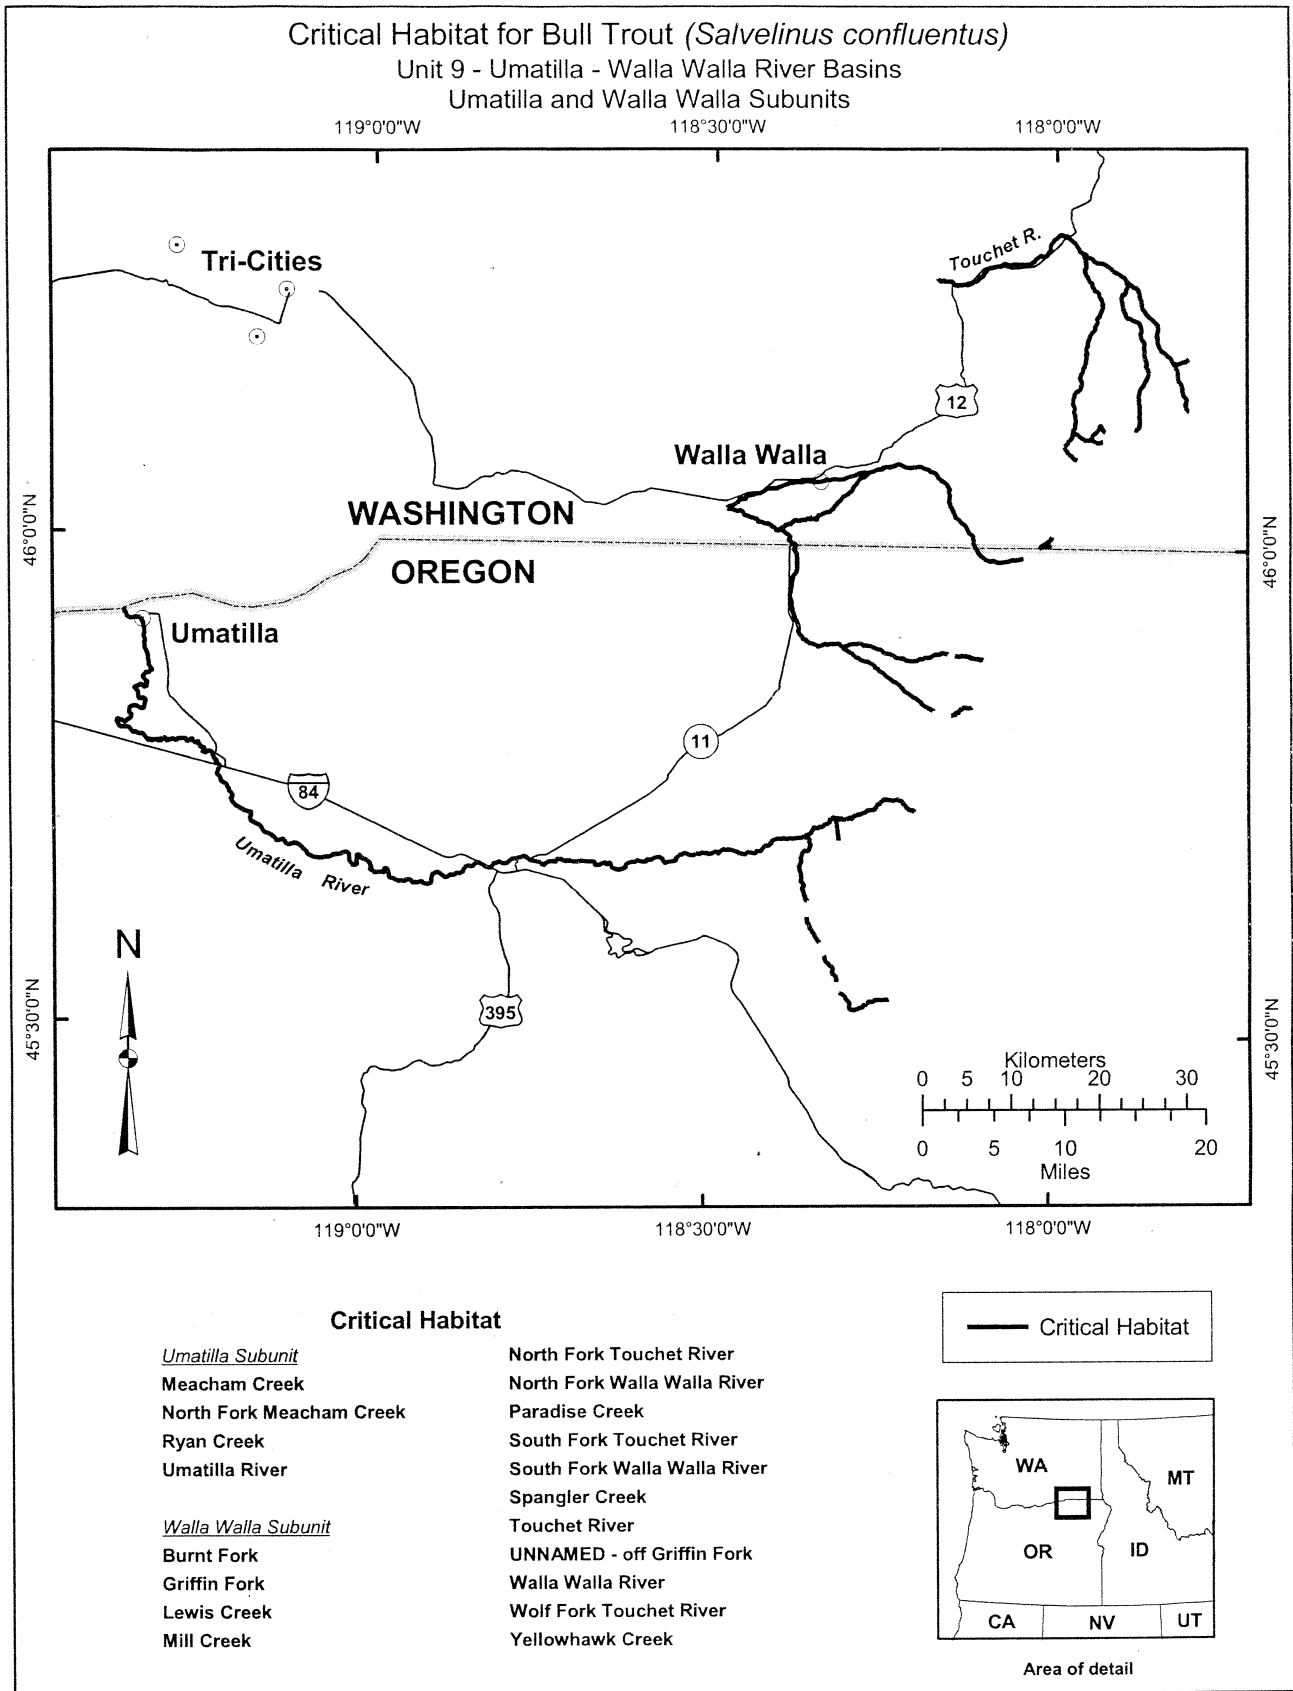 Critical Habitat for Bull Trout (Salvelinus confluentus)
Unit 9 - Umatilla - Walla Walla River Basins
Umatilla and Walla Walla Subunits
119°0'0"W
118°30'0"W
118°0'0"W
Touchet R.
Tri-Cities
12
Walla Walla
46°0'0"N
WASHINGTON
OREGON
46°0'0"N
Umatilla
11
84
Umatilla River
N
395
45°30'0"N
45°30'0"N
Kilometers
0 5 10 20 30
0 5 10 20
Miles
119°0'0"W
118°30'0"W
118°0'0"W
Critical Habitat
Umatilla Subunit
Meacham Creek
North Fork Meacham Creek
Ryan Creek
Umatilla River
Walla Walla Subunit
Burnt Fork
Griffin Fork
Lewis Creek
Mill Creek
North Fork Touchet River
North Fork Walla Walla River
Paradise Creek
South Fork Touchet River
South Fork Walla Walla River
Spangler Creek
Touchet River
UNNAMED - off Griffin Fork
Walla Walla River
Wolf Fork Touchet River
Yellowhawk Creek
Critical Habitat
WA
MT
OR
ID
CA
NV
UT
Area of detail